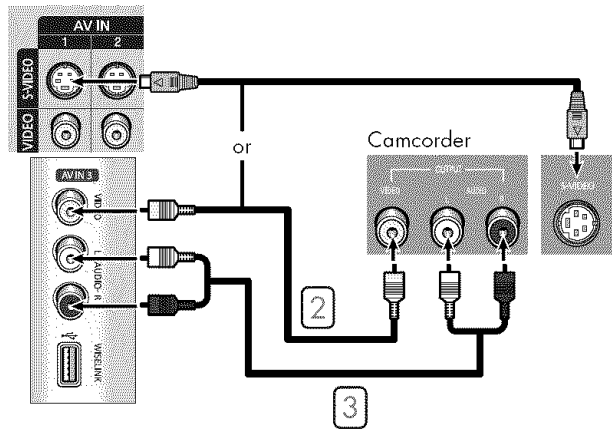 AV IN
1 2
S-VIDEO
VIDEO
or
Camcorder
OUTPUT
VIDEO AUDIO
S-VIDEO
AV IN 3
VIDEO
L-AUDIO-R
WISELINK
2
3